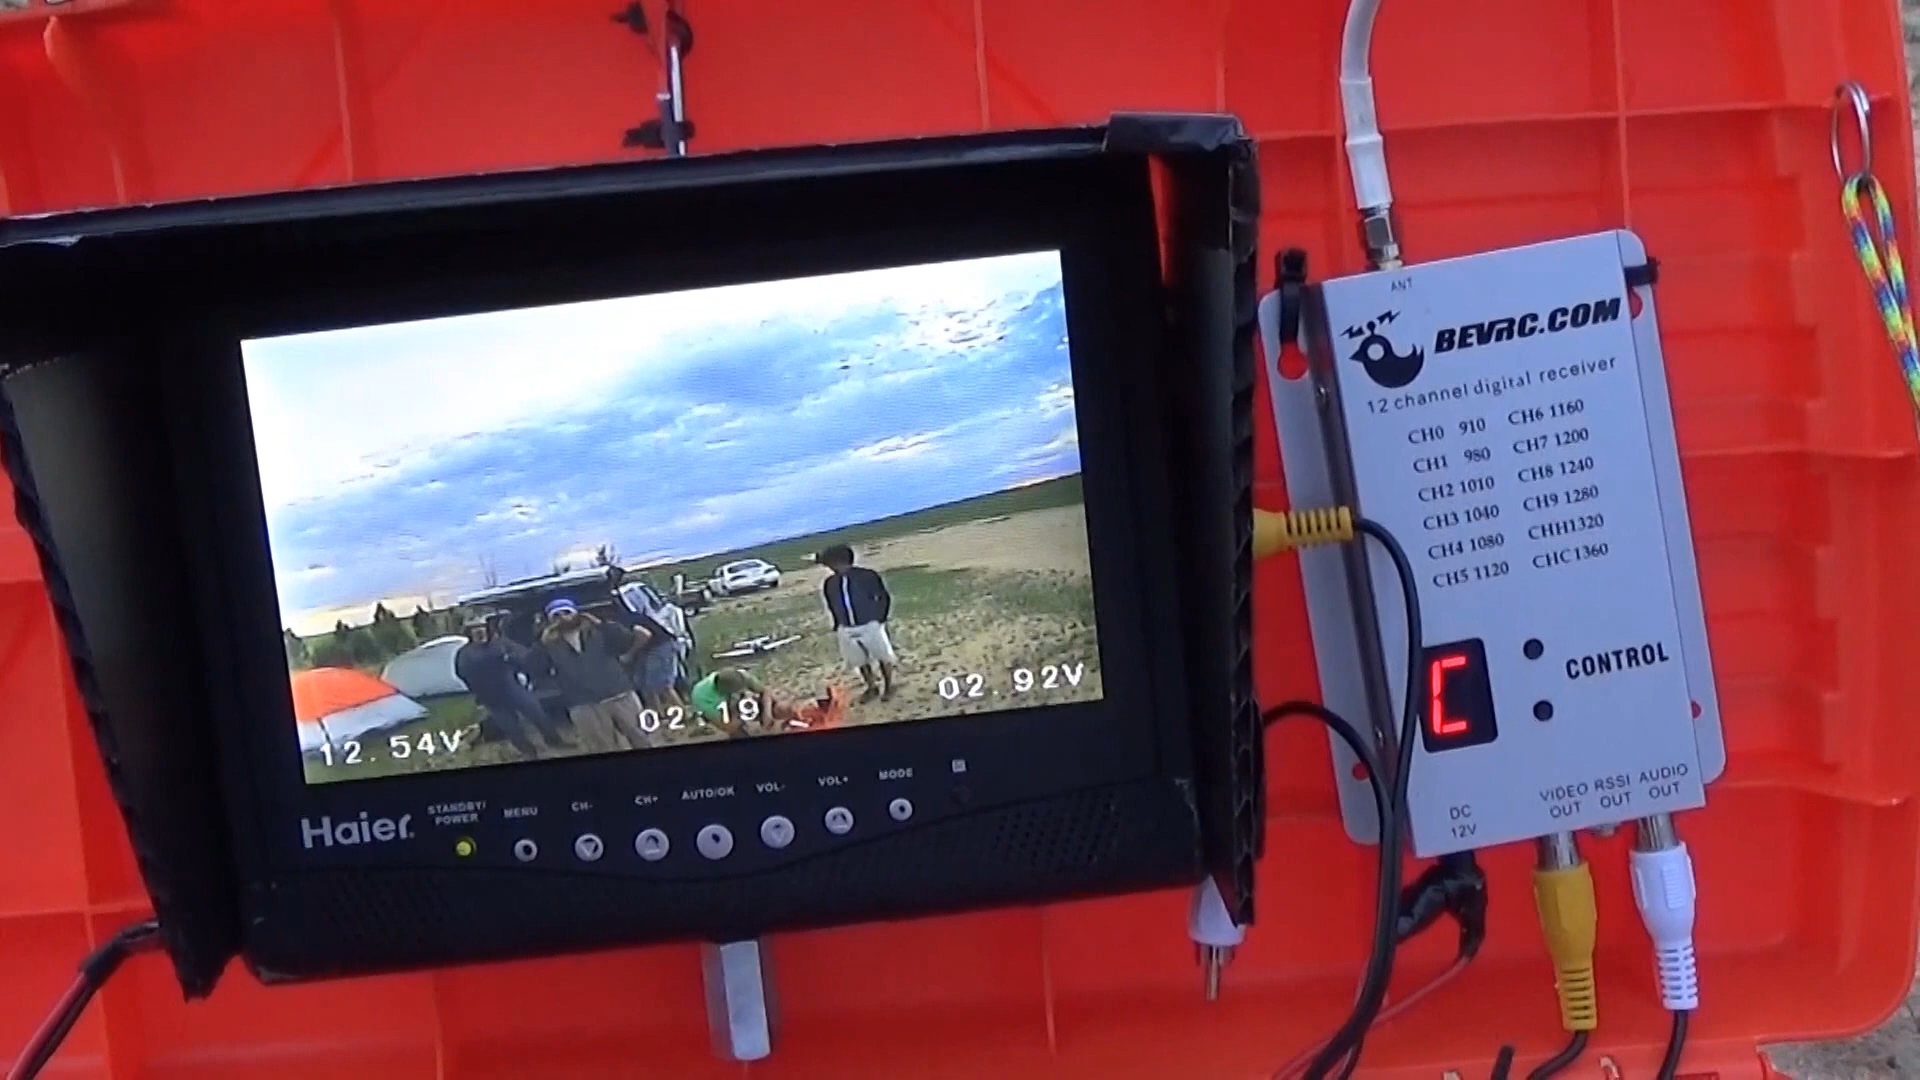 12.54V
02:19
02.92V
Haier
STANDBY/
POWER
MENU
CH-
CH+
AUTO/OK
VOL-
VOL+
MODE
ANT
BEVRC.COM
12 channel digital receiver
CH0 910 CH6 1160
CH1 980 CH7 1200
CH2 1010 CH8 1240
CH3 1040 CH9 1280
CH4 1080 CHH1320
CH5 1120 CHC1360
C
CONTROL
DC
12V
VIDEO
OUT
RSSI
OUT
AUDIO
OUT